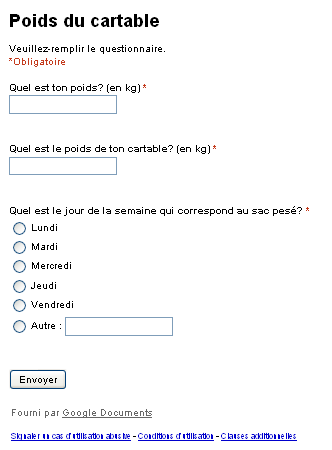 Poids du cartable
Veuillez-remplir le questionnaire.
*Obligatoire
Quel est ton poids? (en kg) *
Quel est le poids de ton cartable? (en kg) *
Quel est le jour de la semaine qui correspond au sac pesé? *
Lundi
Mardi
Mercredi
Jeudi
Vendredi
Autre :
Envoyer
Fourni par Google Documents
Signaler un cas d'utilisation abusive - Conditions d'utilisation - Clauses additionnelles